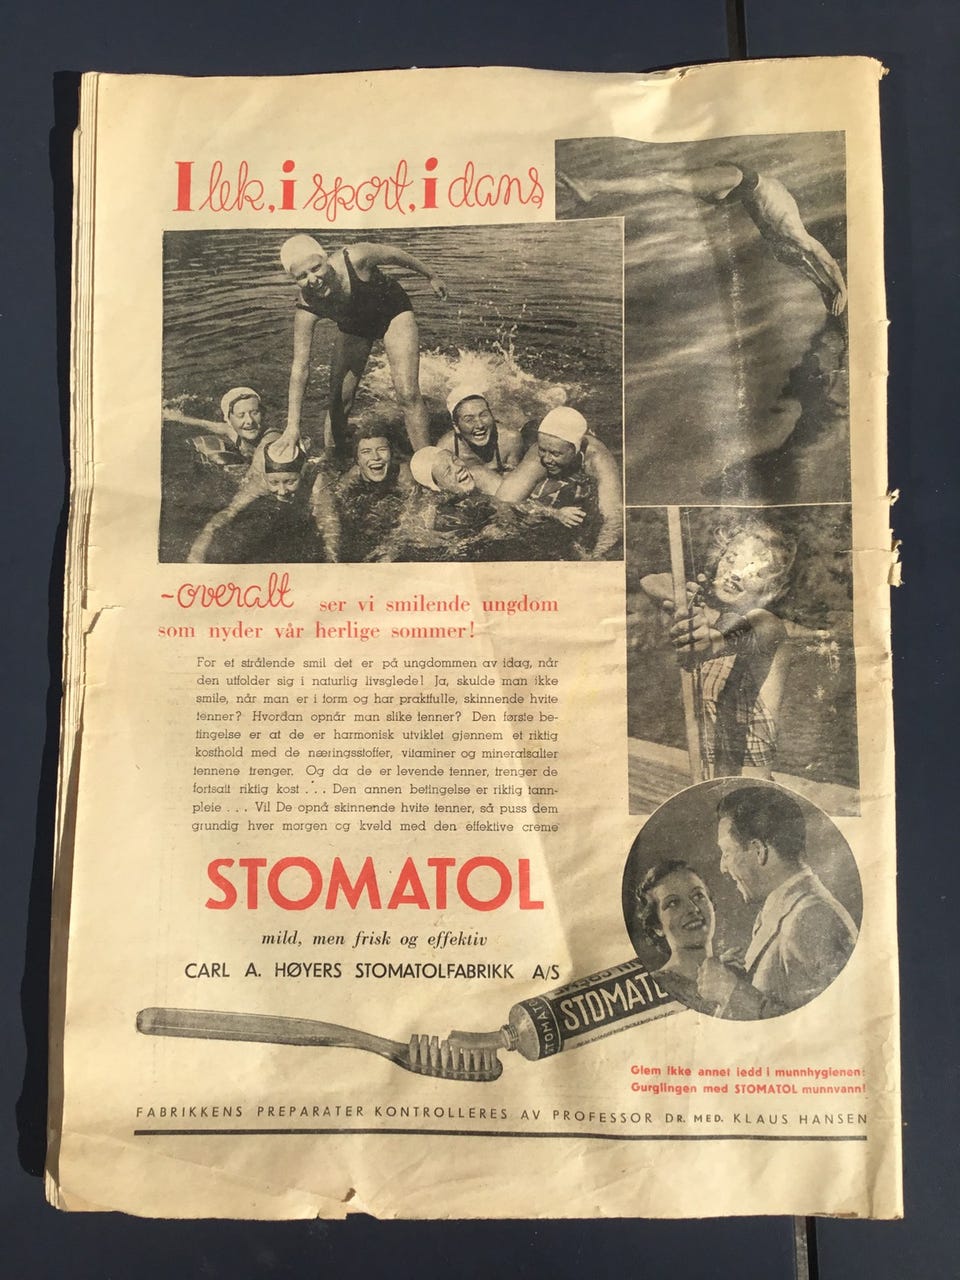 I lek, i sport, i dans
-overalt ser vi smilende ungdom
som nyder vår herlige sommer!
For et strålende smil det er på ungdommen av idag, når
den utfolder sig i naturlig livsglede! Ja, skulde man ikke
smile, når man er i form og har praktfulle, skinnende hvite
tenner? Hvordan opnår man slike tenner? Den første be-
tingelse er at de er harmonisk utviklet gjennem et riktig
kosthold med de næringsstoffer, vitaminer og mineralsalter
tennene trenger. Og da de er levende tenner, trenger de
fortsatt riktig kost . . . Den annen betingelse er riktig tann-
pleie . . . Vil De opnå skinnende hvite tenner, så puss dem
grundig hver morgen og kveld med den effektive creme
STOMATOL
mild, men frisk og effektiv
CARL A. HØYERS STOMATOLFABRIKK A/S
STOMATOL
STOMATO
Glem ikke annet ledd i munnhygienen:
Gurglingen med STOMATOL munnvann!
FABRIKKENS PREPARATER KONTROLLERES AV PROFESSOR DR. MED. KLAUS HANSEN